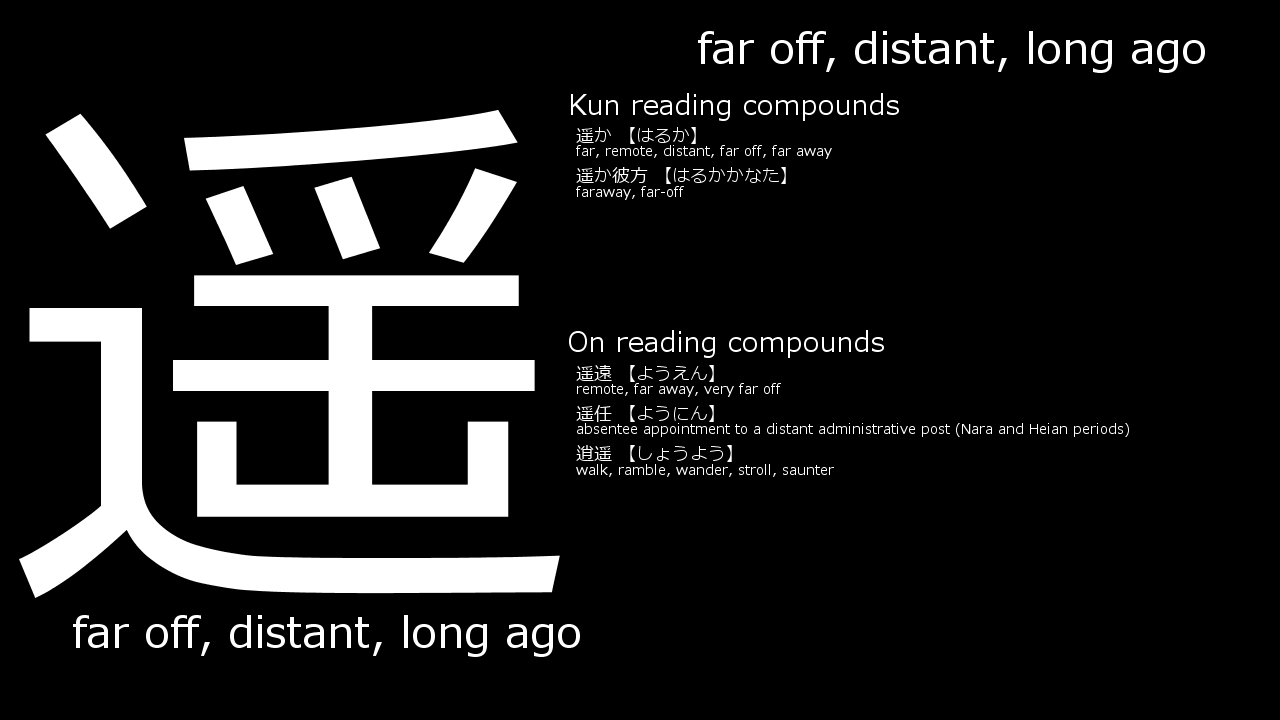 遥
far off, distant, long ago
far off, distant, long ago
Kun reading compounds
遥か 【はるか】
far, remote, distant, far off, far away
遥か彼方 【はるかかなた】
faraway, far-off
On reading compounds
遥遠 【ようえん】
remote, far away, very far off
遥任 【ようにん】
absentee appointment to a distant administrative post (Nara and Heian periods)
逍遥 【しょうよう】
walk, ramble, wander, stroll, saunter